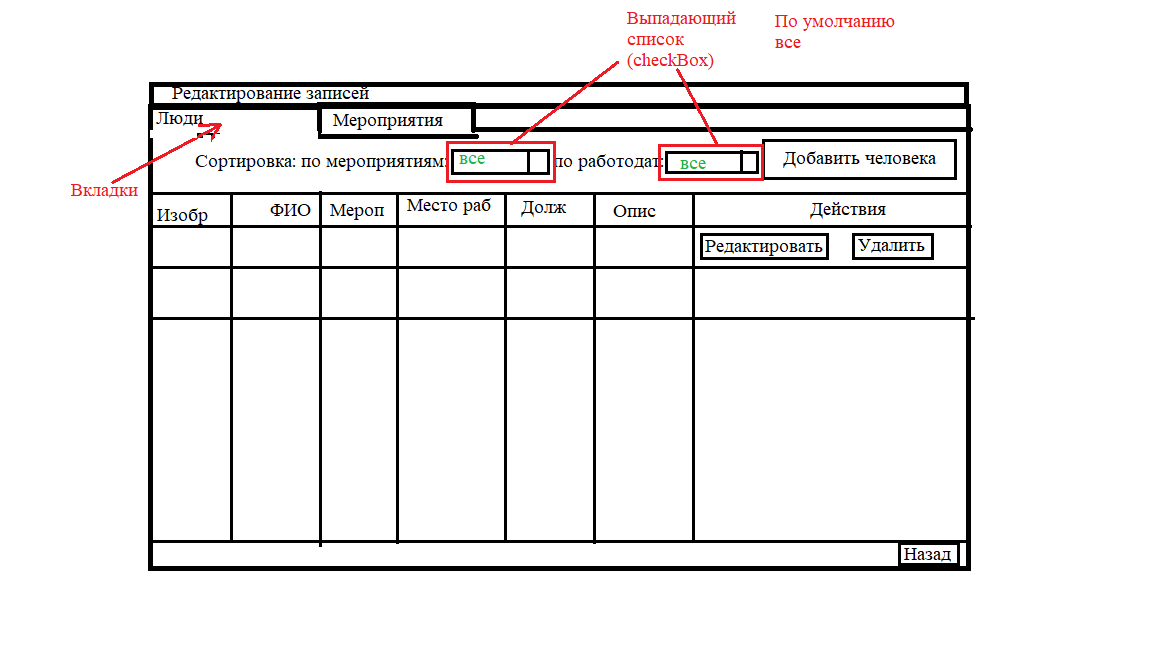 Выпадающий
список
(checkBox)
По умолчанию
все
Редактирование записей
Люди
Мероприятия
Сортировка: по мероприятиям: все по работодат: все Добавить человека
Вкладки
Изобр ФИО Мероп Место раб Долж Опис Действия
Редактировать Удалить
Назад